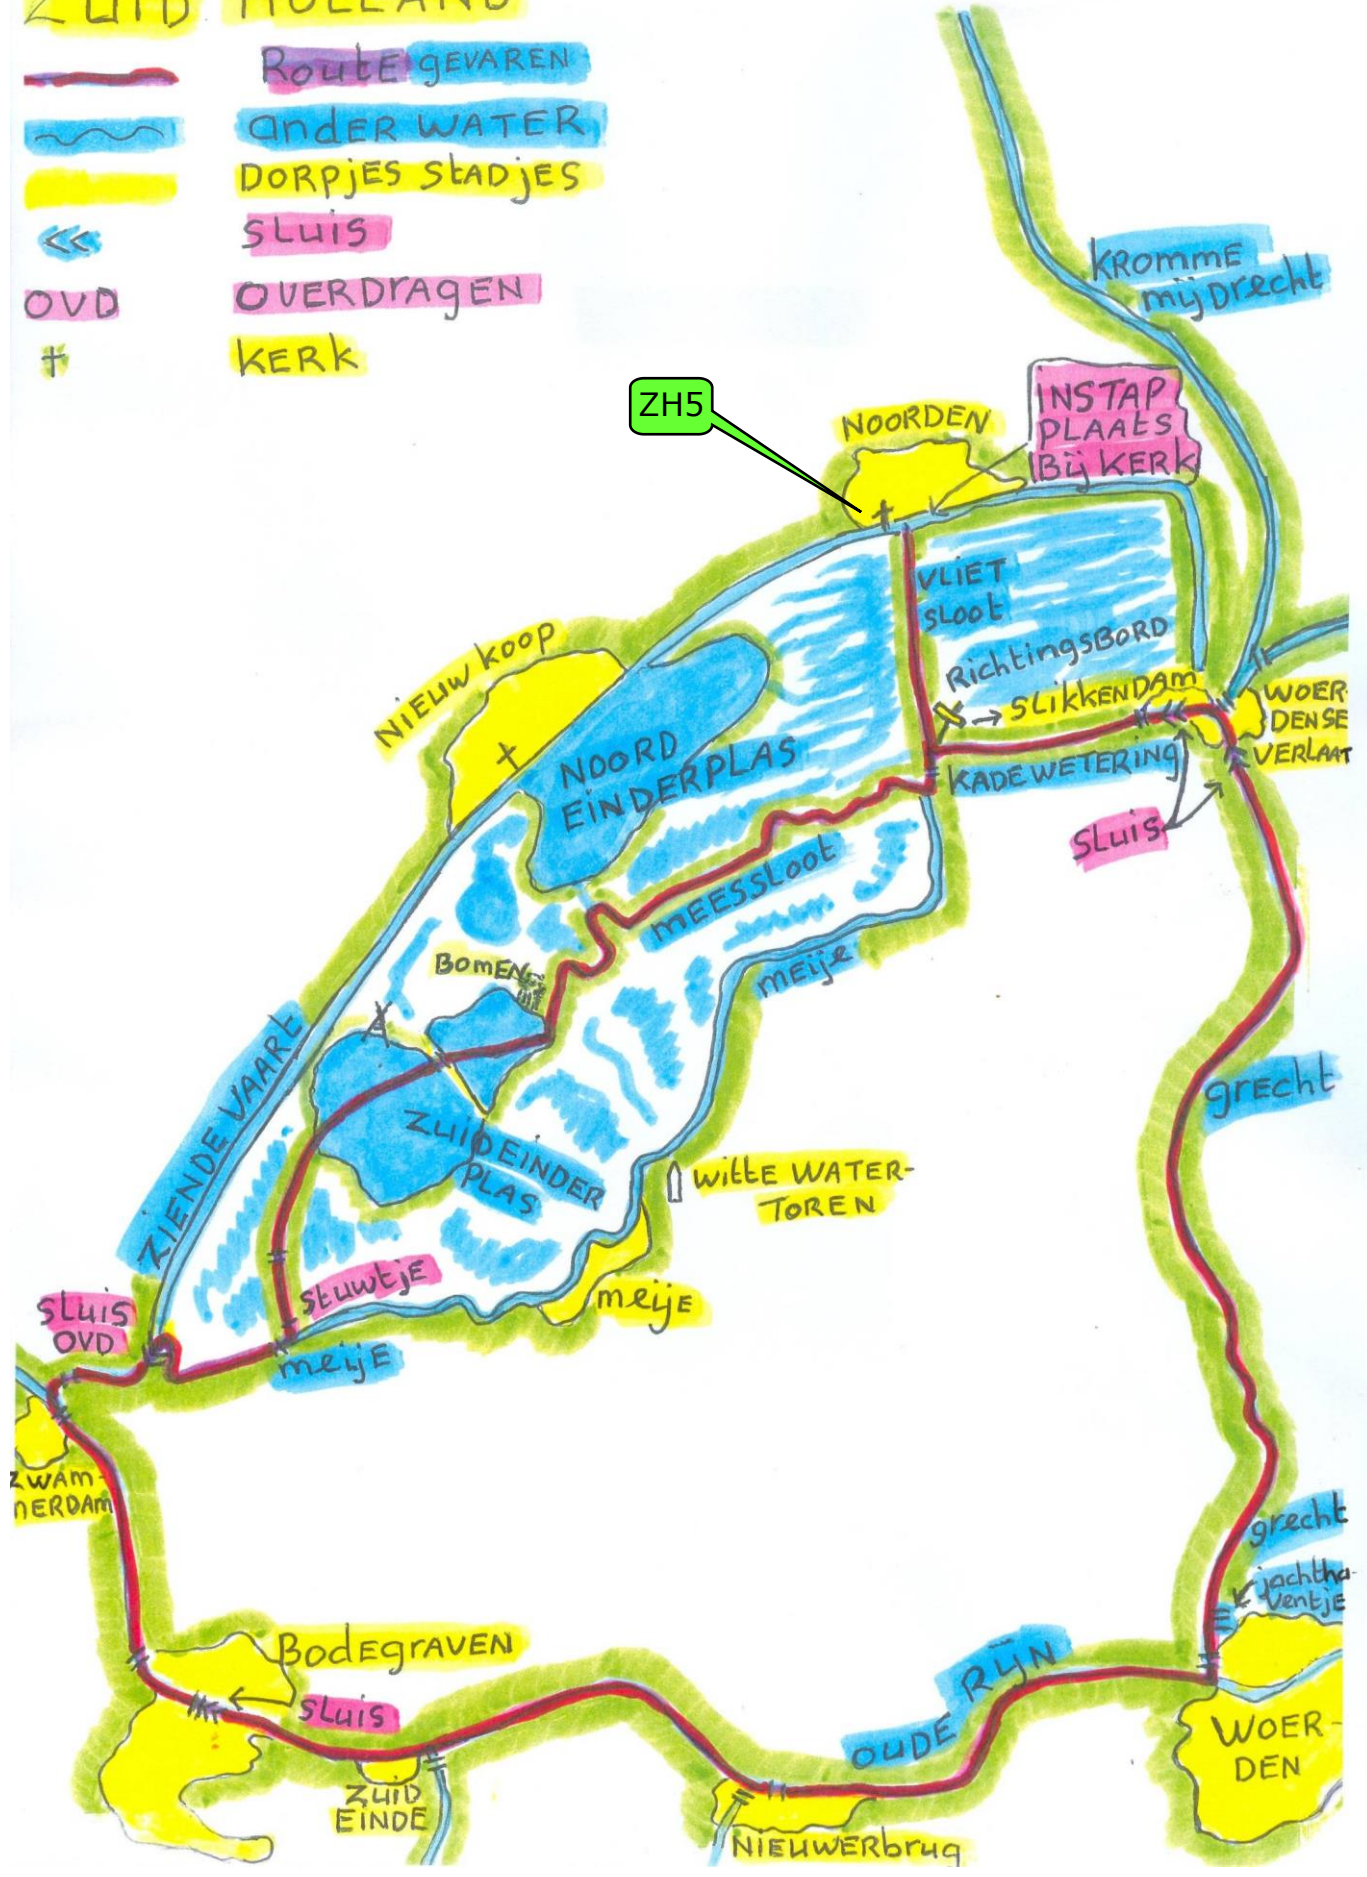 ZUID HOLLAND
ROUTE GEVAREN
ANDER WATER
DORPJES STADJES
SLUIS
OVD OVERDRAGEN
KERK
KROMME
MIJDRECHT
ZH5
NOORDEN
INSTAP
PLAATS
BIJ KERK
VLIET
SLOOT
RICHTINGSBORD
SLIKKENDAM
WOER-
DENSE
VERLAAT
NIEUWKOOP
NOORD
EINDERPLAS
KADEWETERING
SLUIS
MEESSLOOT
MEIJE
BOMEN
ZIENDE VAART
GRECHT
ZUIDEINDER
PLAS
WITTE WATER-
TOREN
STUWTJE
MEIJE
SLUIS
OVD
MEIJE
ZWAM-
MERDAM
GRECHT
JACHTHA-
VENTJE
BODEGRAVEN
SLUIS
OUDE RIJN
WOER-
DEN
ZUID
EINDE
NIEUWERBRUG